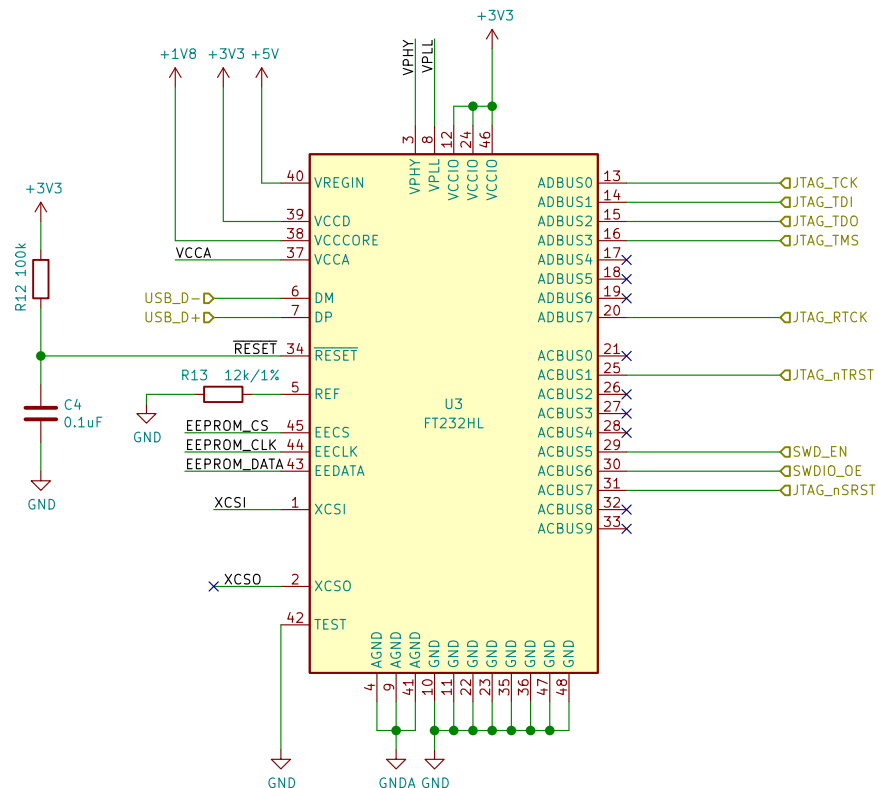 +3V3
+1V8 +3V3 +5V
VPHY
VPLL
3
8
12
24
46
VPHY
VPLL
VCCIO
VCCIO
VCCIO
+3V3
R12 100k
40 VREGIN
39 VCCD
38 VCCCORE
VCCA 37 VCCA
USB_D- 6 DM
USB_D+ 7 DP
RESET 34 RESET
R13 12k/1% 5 REF
GND
C4
0.1uF
GND
EEPROM_CS 45 EECS
EEPROM_CLK 44 EECLK
EEPROM_DATA 43 EEDATA
XCSI 1 XCSI
XCSO 2 XCSO
42 TEST
U3
FT232HL
ADBUS0 13 JTAG_TCK
ADBUS1 14 JTAG_TDI
ADBUS2 15 JTAG_TDO
ADBUS3 16 JTAG_TMS
ADBUS4 17
ADBUS5 18
ADBUS6 19
ADBUS7 20 JTAG_RTCK
ACBUS0 21
ACBUS1 25 JTAG_nTRST
ACBUS2 26
ACBUS3 27
ACBUS4 28
ACBUS5 29 SWD_EN
ACBUS6 30 SWDIO_OE
ACBUS7 31 JTAG_nSRST
ACBUS8 32
ACBUS9 33
AGND
AGND
AGND
GND
GND
GND
GND
GND
GND
GND
GND
4
9
41
10
11
22
23
35
36
47
48
GND GNDA GND